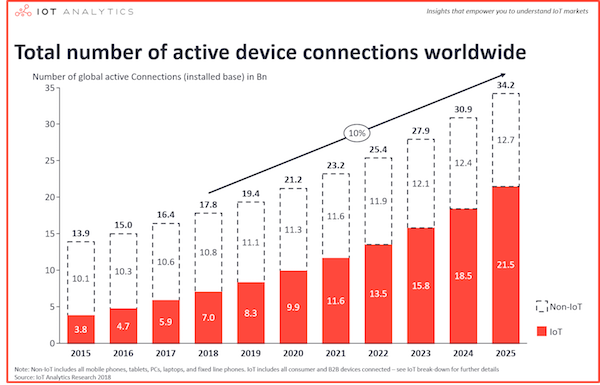 IOT ANALYTICS
Insights that empower you to understand IoT markets
Total number of active device connections worldwide
Number of global active Connections (installed base) in Bn
35
30
25
20
15
10
5
0
13.9 15.0 16.4 17.8 19.4 21.2 23.2 25.4 27.9 30.9 34.2
10%
10.1 10.3 10.6 10.8 11.1 11.3 11.6 11.9 12.1 12.4 12.7
3.8 4.7 5.9 7.0 8.3 9.9 11.6 13.5 15.8 18.5 21.5
2015 2016 2017 2018 2019 2020 2021 2022 2023 2024 2025
Non-IoT
IoT
Note: Non-IoT includes all mobile phones, tablets, PCs, laptops, and fixed line phones. IoT includes all consumer and B2B devices connected – see IoT break-down for further details
Source: IoT Analytics Research 2018